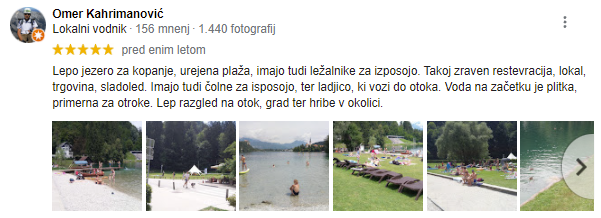 Omer Kahrimanović
Lokalni vodnik · 156 mnenj · 1.440 fotografij
pred enim letom
Lepo jezero za kopanje, urejena plaža, imajo tudi ležalnike za izposojo. Takoj zraven restevracija, lokal,
trgovina, sladoled. Imajo tudi čolne za isposojo, ter ladjico, ki vozi do otoka. Voda na začetku je plitka,
primerna za otroke. Lep razgled na otok, grad ter hribe v okolici.